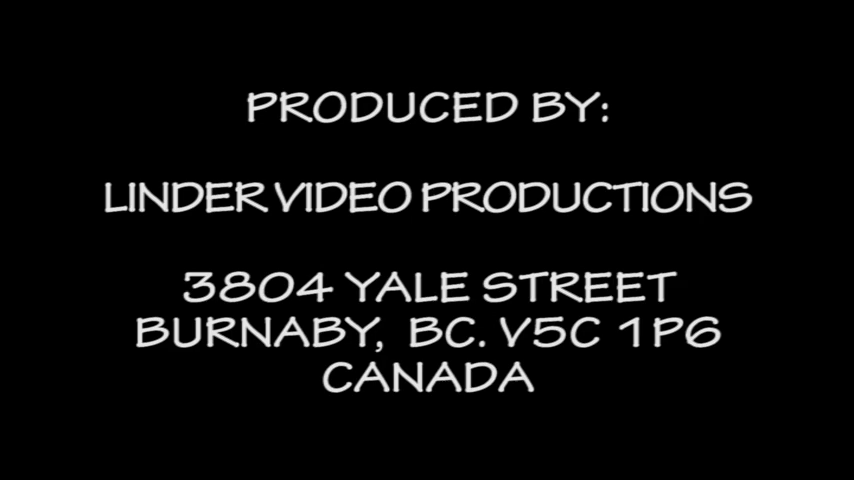 PRODUCED BY:
LINDER VIDEO PRODUCTIONS
3804 YALE STREET
BURNABY, BC. V5C 1P6
CANADA